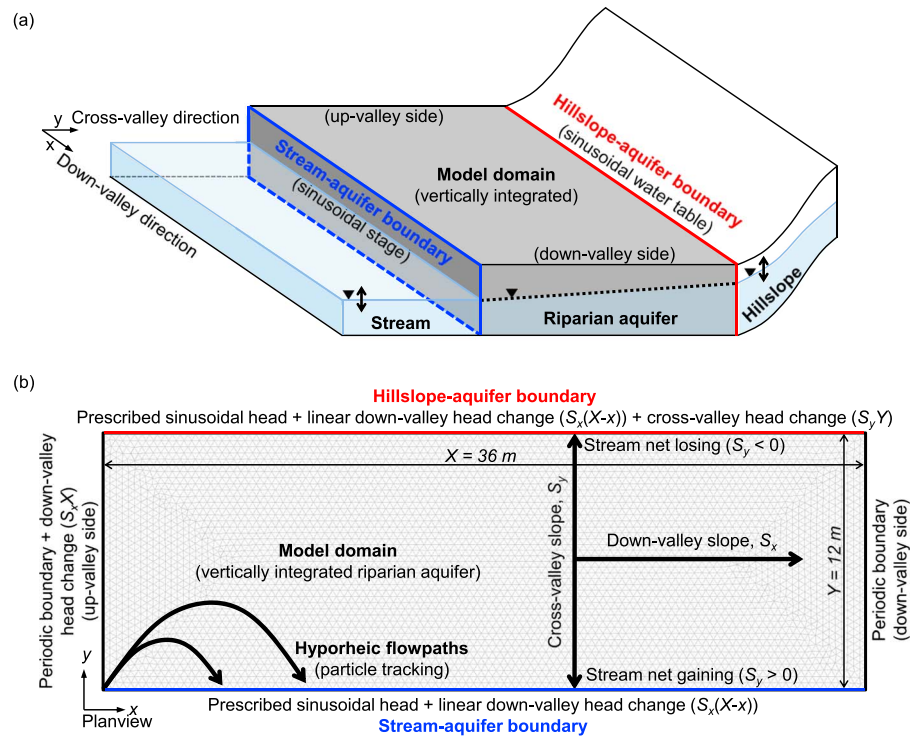 (a)
y
Cross-valley direction
x
Down-valley direction
(up-valley side)
Stream-aquifer boundary
(sinusoidal stage)
Model domain
(vertically integrated)
Hillslope-aquifer boundary
(sinusoidal water table)
(down-valley side)
Stream
Riparian aquifer
Hillslope
(b)
Hillslope-aquifer boundary
Prescribed sinusoidal head + linear down-valley head change (Sₓ(X-x)) + cross-valley head change (S_yY)
Periodic boundary + down-valley
head change (SₓX)
(up-valley side)
X = 36 m
Stream net losing (S_y < 0)
Cross-valley slope, S_y
Down-valley slope, Sₓ
Y = 12 m
Periodic boundary
(down-valley side)
Model domain
(vertically integrated riparian aquifer)
Hyporheic flowpaths
(particle tracking)
Stream net gaining (S_y > 0)
y
x
Planview
Prescribed sinusoidal head + linear down-valley head change (Sₓ(X-x))
Stream-aquifer boundary